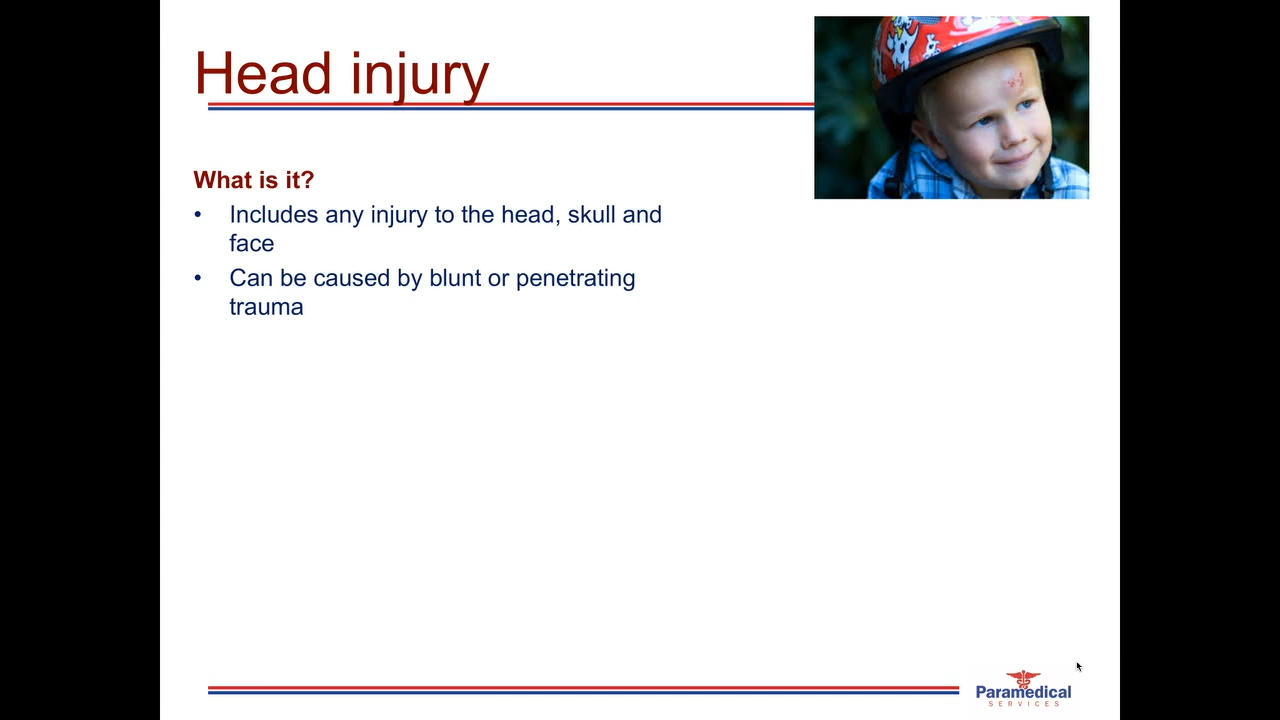 Head injury
What is it?
• Includes any injury to the head, skull and
face
• Can be caused by blunt or penetrating
trauma
Paramedical
SERVICES